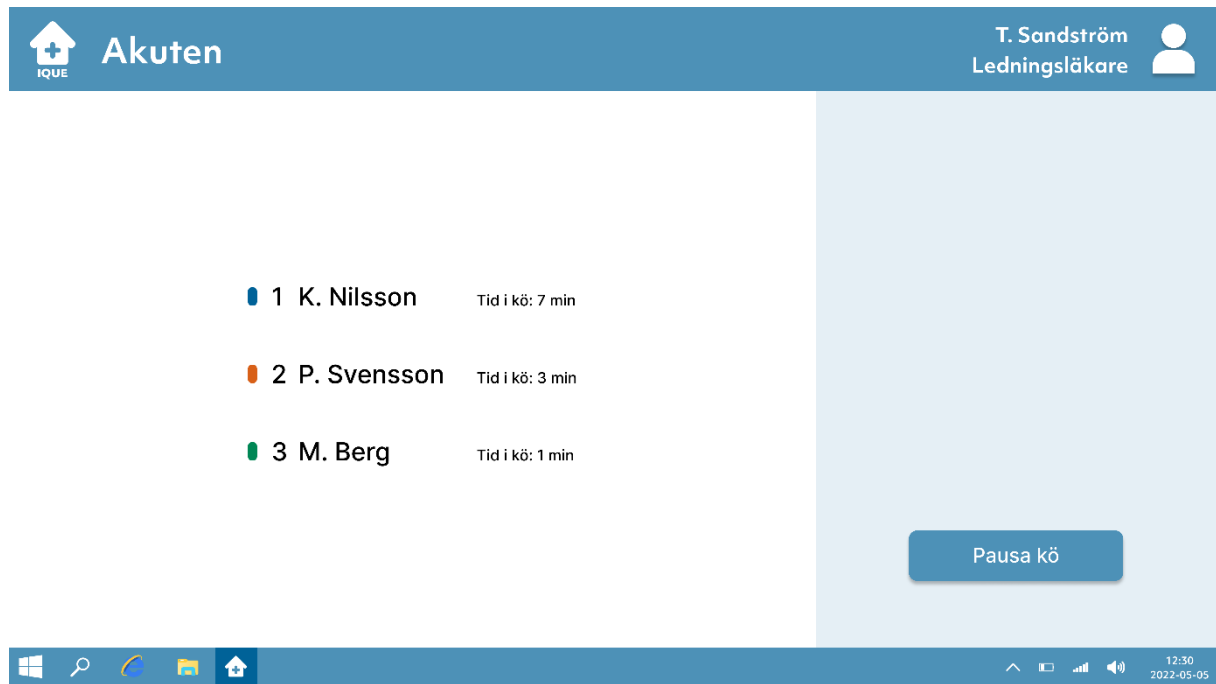 IQUE
Akuten
T. Sandström
Ledningsläkare
1 K. Nilsson Tid i kö: 7 min
2 P. Svensson Tid i kö: 3 min
3 M. Berg Tid i kö: 1 min
Pausa kö
12:30
2022-05-05